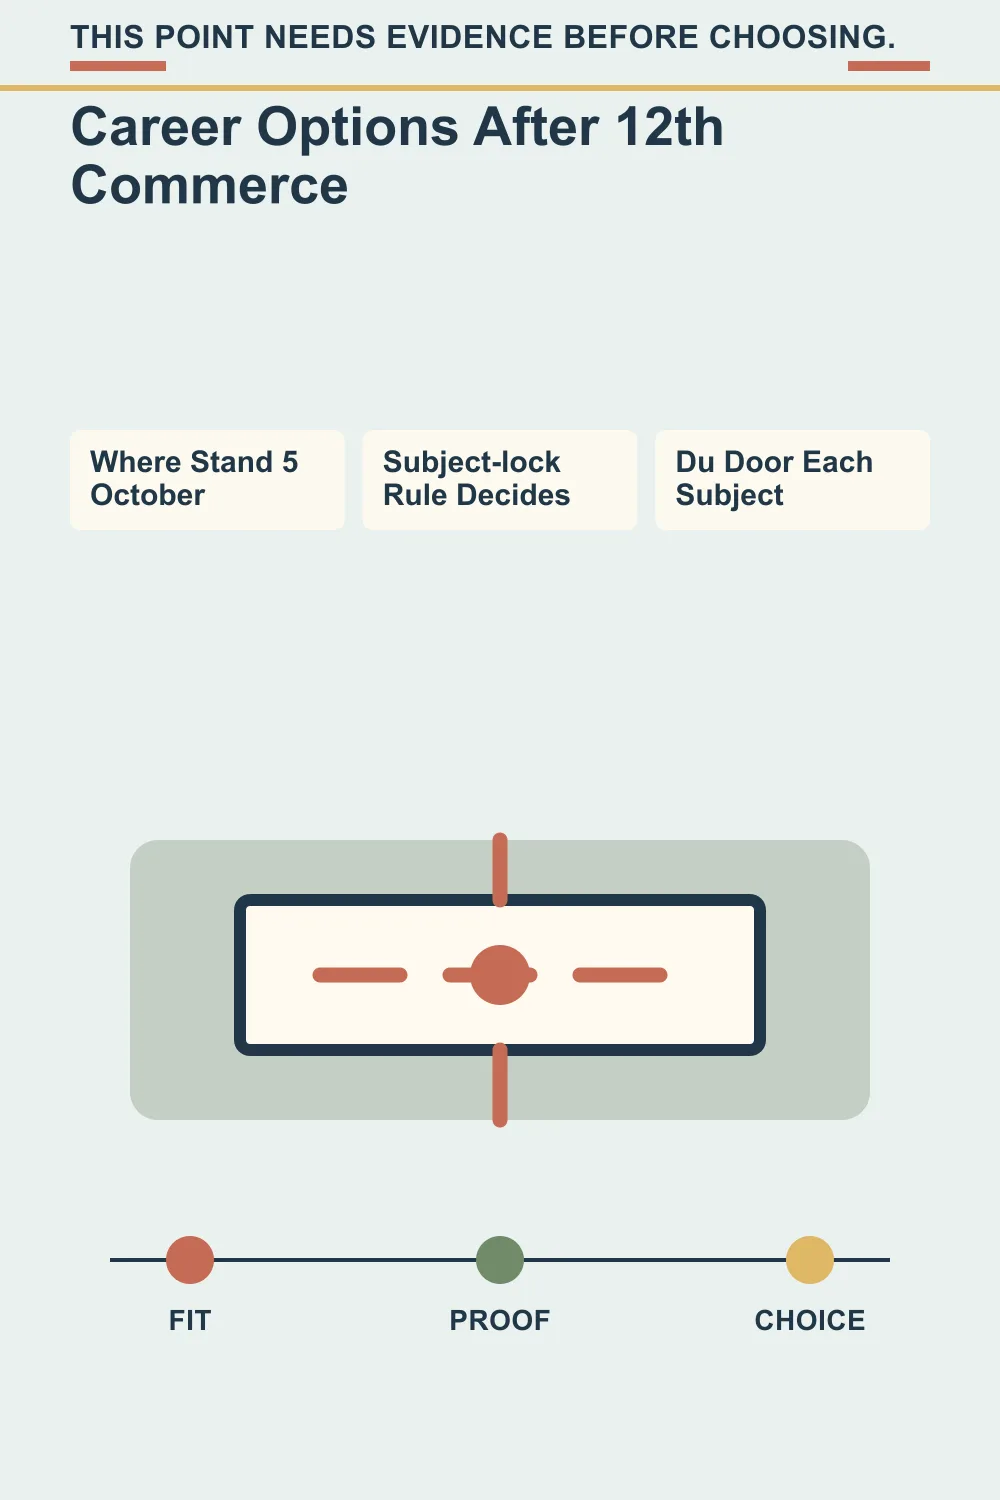 THIS POINT NEEDS EVIDENCE BEFORE CHOOSING.
Career Options After 12th
Commerce
Where Stand 5
October
Subject-lock
Rule Decides
Du Door Each
Subject
FIT
PROOF
CHOICE